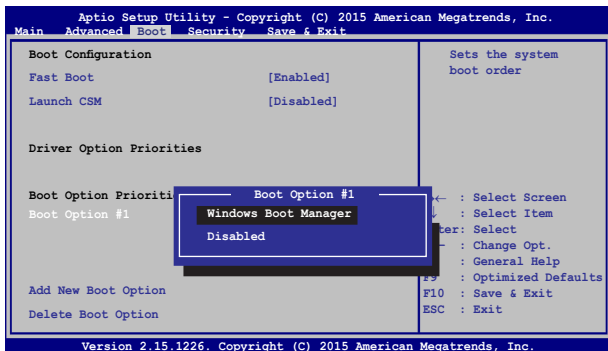 Aptio Setup Utility - Copyright (C) 2015 American Megatrends, Inc.
Main Advanced Boot Security Save & Exit
Boot Configuration
Fast Boot [Enabled]
Launch CSM [Disabled]
Driver Option Priorities
Boot Option Prioriti
Boot Option #1
Add New Boot Option
Delete Boot Option
Boot Option #1
Windows Boot Manager
Disabled
Sets the system
boot order
←  : Select Screen
: Select Item
ter: Select
: Change Opt.
: General Help
F9 : Optimized Defaults
F10 : Save & Exit
ESC : Exit
Version 2.15.1226. Copyright (C) 2015 American Megatrends, Inc.